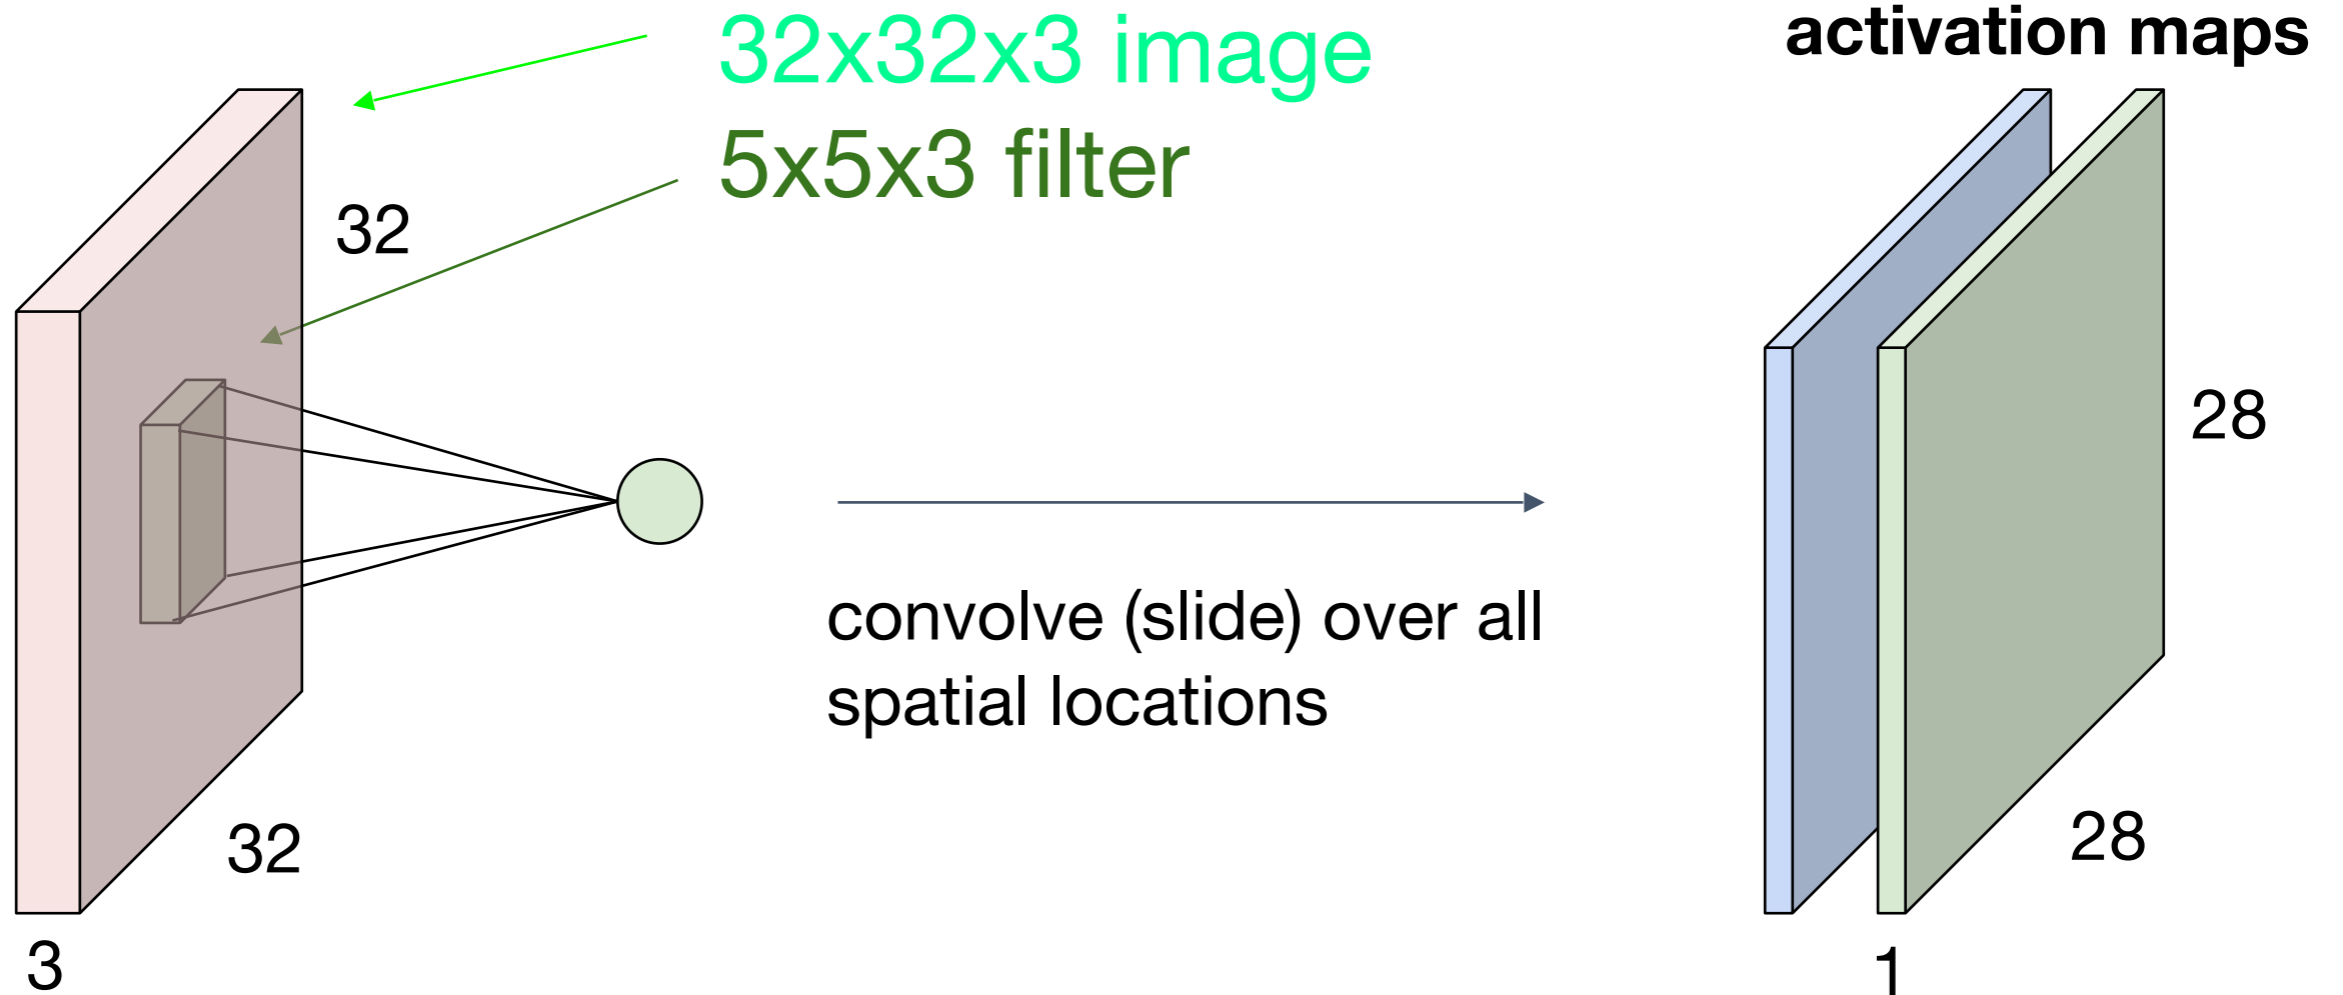 32x32x3 image
5x5x3 filter
32
32
3
convolve (slide) over all
spatial locations
activation maps
28
28
1